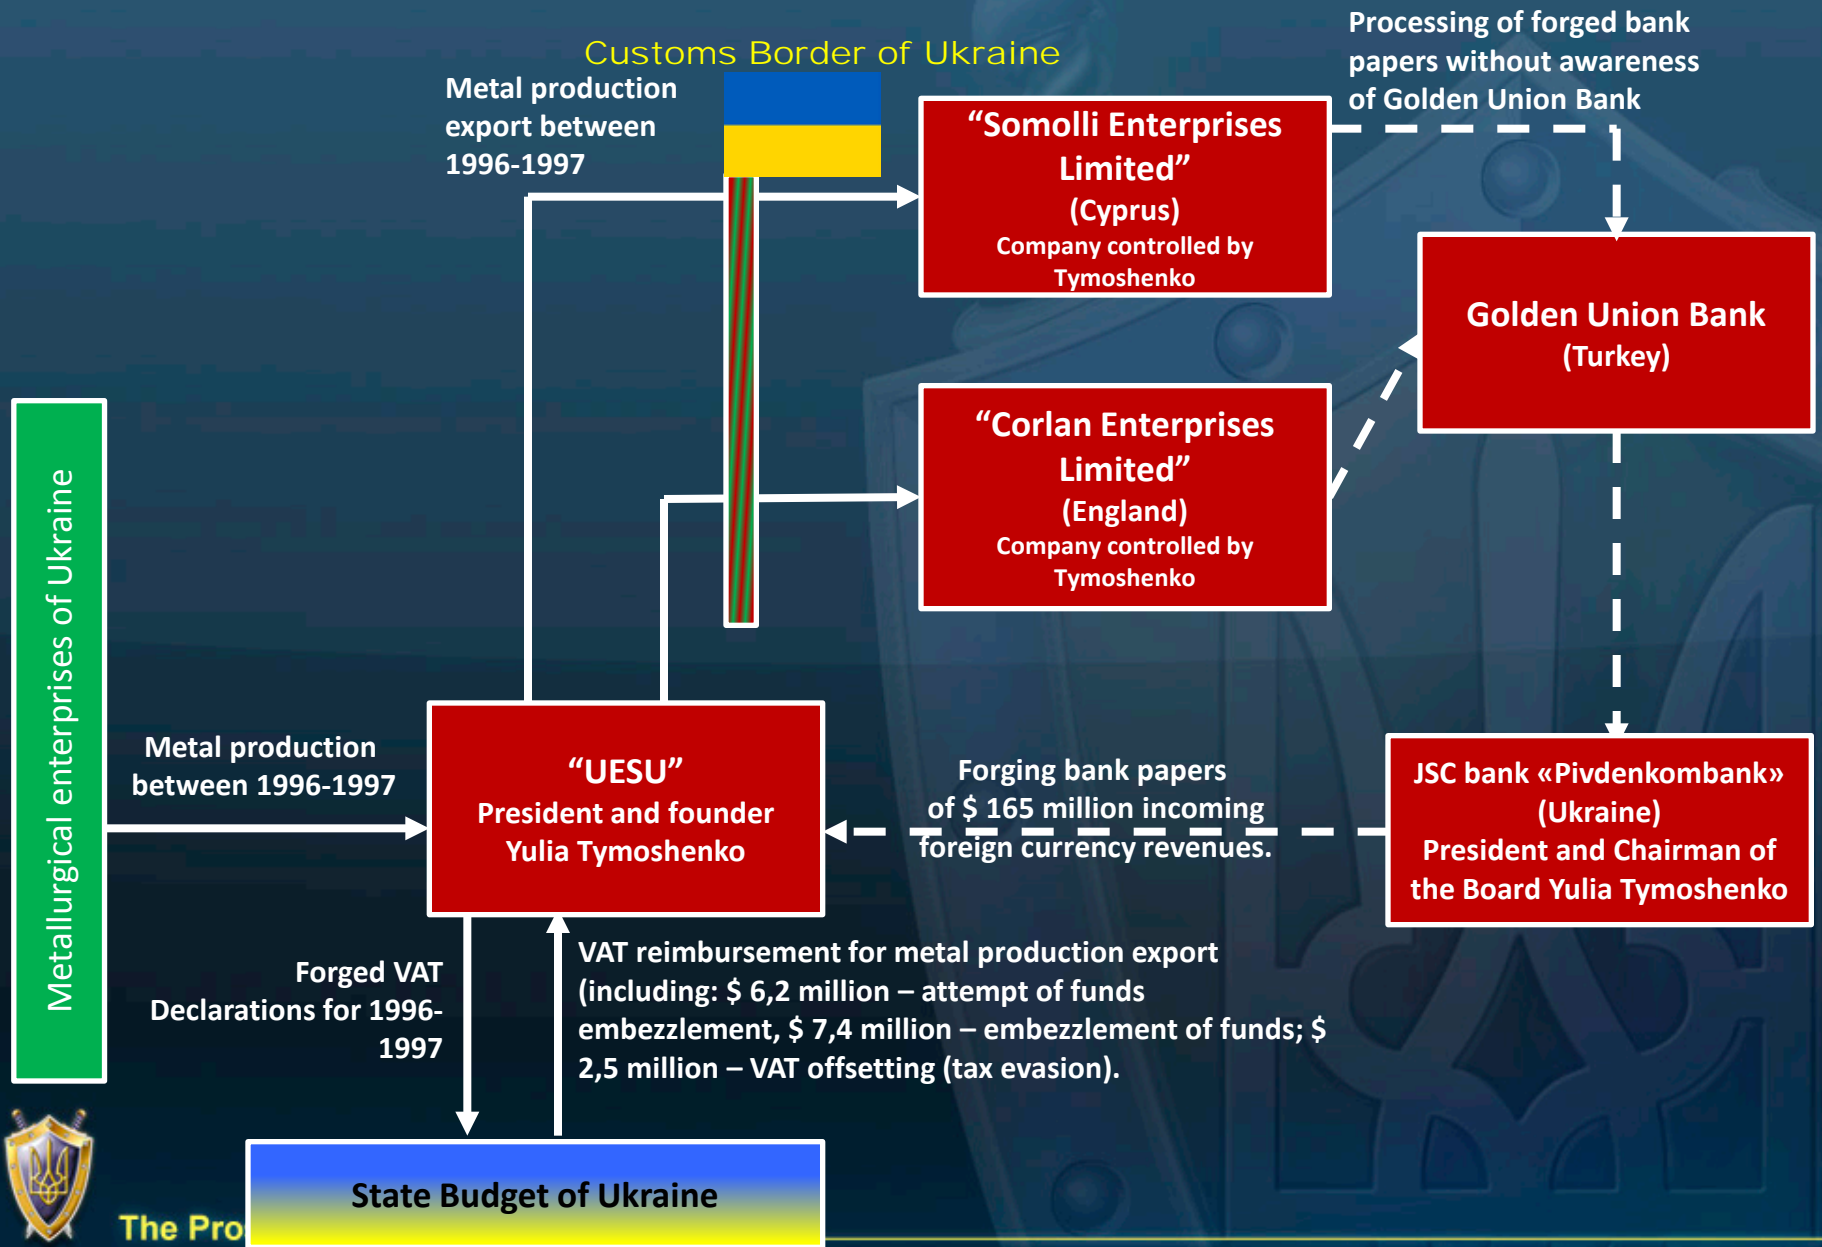 Customs Border of Ukraine
Processing of forged bank
papers without awareness
of Golden Union Bank
Metal production
export between
1996-1997
“Somolli Enterprises
Limited”
(Cyprus)
Company controlled by
Tymoshenko
Golden Union Bank
(Turkey)
“Corlan Enterprises
Limited”
(England)
Company controlled by
Tymoshenko
Metallurgical enterprises of Ukraine
Metal production
between 1996-1997
“UESU”
President and founder
Yulia Tymoshenko
Forging bank papers
of $ 165 million incoming
foreign currency revenues.
JSC bank «Pivdenkombank»
(Ukraine)
President and Chairman of
the Board Yulia Tymoshenko
Forged VAT
Declarations for 1996-
1997
VAT reimbursement for metal production export
(including: $ 6,2 million – attempt of funds
embezzlement, $ 7,4 million – embezzlement of funds; $
2,5 million – VAT offsetting (tax evasion).
State Budget of Ukraine
The Pro